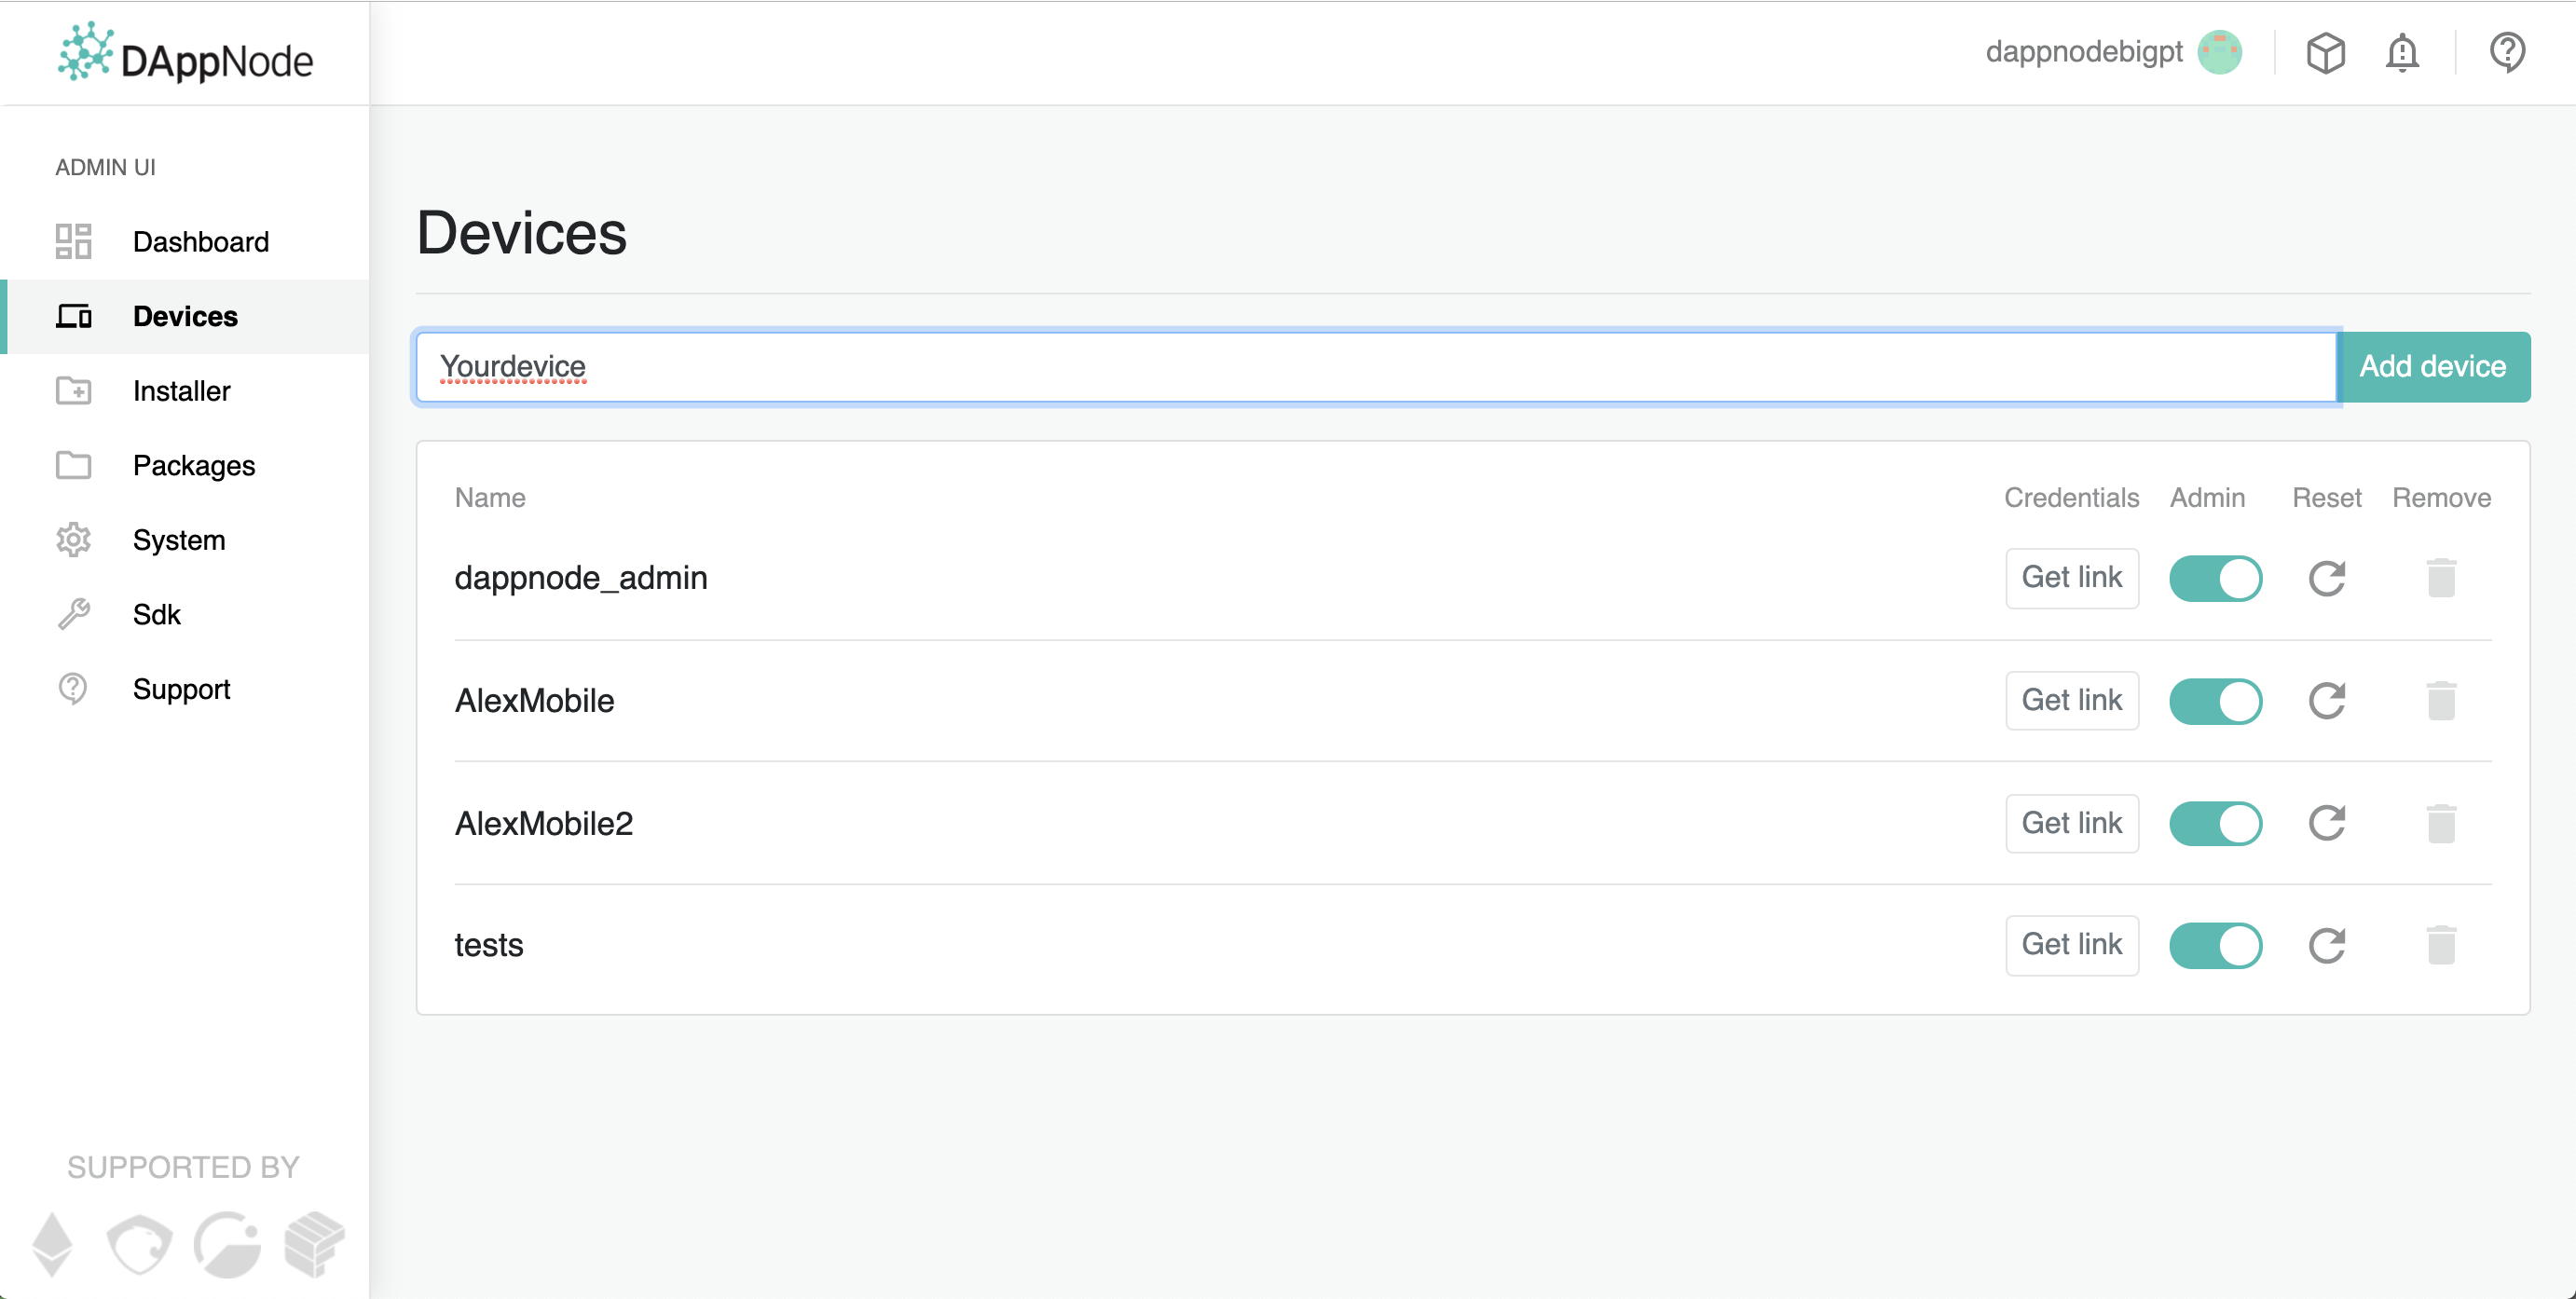 DAppNode
dappnodebigpt
ADMIN UI
Dashboard
Devices
Installer
Packages
System
Sdk
Support
SUPPORTED BY
Devices
Yourdevice
Add device
Name Credentials Admin Reset Remove
dappnode_admin Get link
AlexMobile Get link
AlexMobile2 Get link
tests Get link